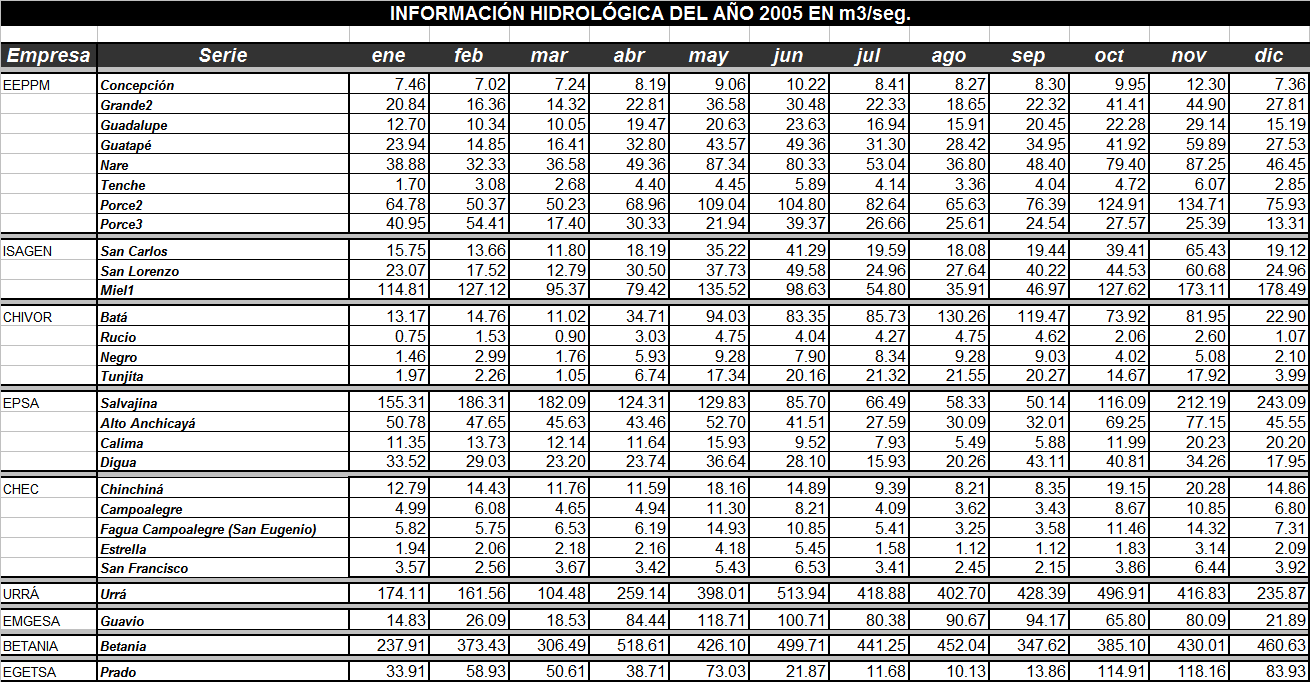 INFORMACIÓN HIDROLÓGICA DEL AÑO 2005 EN m3/seg.
Empresa Serie ene feb mar abr may jun jul ago sep oct nov dic
EEPPM Concepción 7.46 7.02 7.24 8.19 9.06 10.22 8.41 8.27 8.30 9.95 12.30 7.36
Grande2 20.84 16.36 14.32 22.81 36.58 30.48 22.33 18.65 22.32 41.41 44.90 27.81
Guadalupe 12.70 10.34 10.05 19.47 20.63 23.63 16.94 15.91 20.45 22.28 29.14 15.19
Guatapé 23.94 14.85 16.41 32.80 43.57 49.36 31.30 28.42 34.95 41.92 59.89 27.53
Nare 38.88 32.33 36.58 49.36 87.34 80.33 53.04 36.80 48.40 79.40 87.25 46.45
Tenche 1.70 3.08 2.68 4.40 4.45 5.89 4.14 3.36 4.04 4.72 6.07 2.85
Porce2 64.78 50.37 50.23 68.96 109.04 104.80 82.64 65.63 76.39 124.91 134.71 75.93
Porce3 40.95 54.41 17.40 30.33 21.94 39.37 26.66 25.61 24.54 27.57 25.39 13.31
ISAGEN San Carlos 15.75 13.66 11.80 18.19 35.22 41.29 19.59 18.08 19.44 39.41 65.43 19.12
San Lorenzo 23.07 17.52 12.79 30.50 37.73 49.58 24.96 27.64 40.22 44.53 60.68 24.96
Miel1 114.81 127.12 95.37 79.42 135.52 98.63 54.80 35.91 46.97 127.62 173.11 178.49
CHIVOR Batá 13.17 14.76 11.02 34.71 94.03 83.35 85.73 130.26 119.47 73.92 81.95 22.90
Rucio 0.75 1.53 0.90 3.03 4.75 4.04 4.27 4.75 4.62 2.06 2.60 1.07
Negro 1.46 2.99 1.76 5.93 9.28 7.90 8.34 9.28 9.03 4.02 5.08 2.10
Tunjita 1.97 2.26 1.05 6.74 17.34 20.16 21.32 21.55 20.27 14.67 17.92 3.99
EPSA Salvajina 155.31 186.31 182.09 124.31 129.83 85.70 66.49 58.33 50.14 116.09 212.19 243.09
Alto Anchicayá 50.78 47.65 45.63 43.46 52.70 41.51 27.59 30.09 32.01 69.25 77.15 45.55
Calima 11.35 13.73 12.14 11.64 15.93 9.52 7.93 5.49 5.88 11.99 20.23 20.20
Digua 33.52 29.03 23.20 23.74 36.64 28.10 15.93 20.26 43.11 40.81 34.26 17.95
CHEC Chinchiná 12.79 14.43 11.76 11.59 18.16 14.89 9.39 8.21 8.35 19.15 20.28 14.86
Campoalegre 4.99 6.08 4.65 4.94 11.30 8.21 4.09 3.62 3.43 8.67 10.85 6.80
Fagua Campoalegre (San Eugenio) 5.82 5.75 6.53 6.19 14.93 10.85 5.41 3.25 3.58 11.46 14.32 7.31
Estrella 1.94 2.06 2.18 2.16 4.18 5.45 1.58 1.12 1.12 1.83 3.14 2.09
San Francisco 3.57 2.56 3.67 3.42 5.43 6.53 3.41 2.45 2.15 3.86 6.44 3.92
URRÁ Urrá 174.11 161.56 104.48 259.14 398.01 513.94 418.88 402.70 428.39 496.91 416.83 235.87
EMGESA Guavio 14.83 26.09 18.53 84.44 118.71 100.71 80.38 90.67 94.17 65.80 80.09 21.89
BETANIA Betania 237.91 373.43 306.49 518.61 426.10 499.71 441.25 452.04 347.62 385.10 430.01 460.63
EGETSA Prado 33.91 58.93 50.61 38.71 73.03 21.87 11.68 10.13 13.86 114.91 118.16 83.93